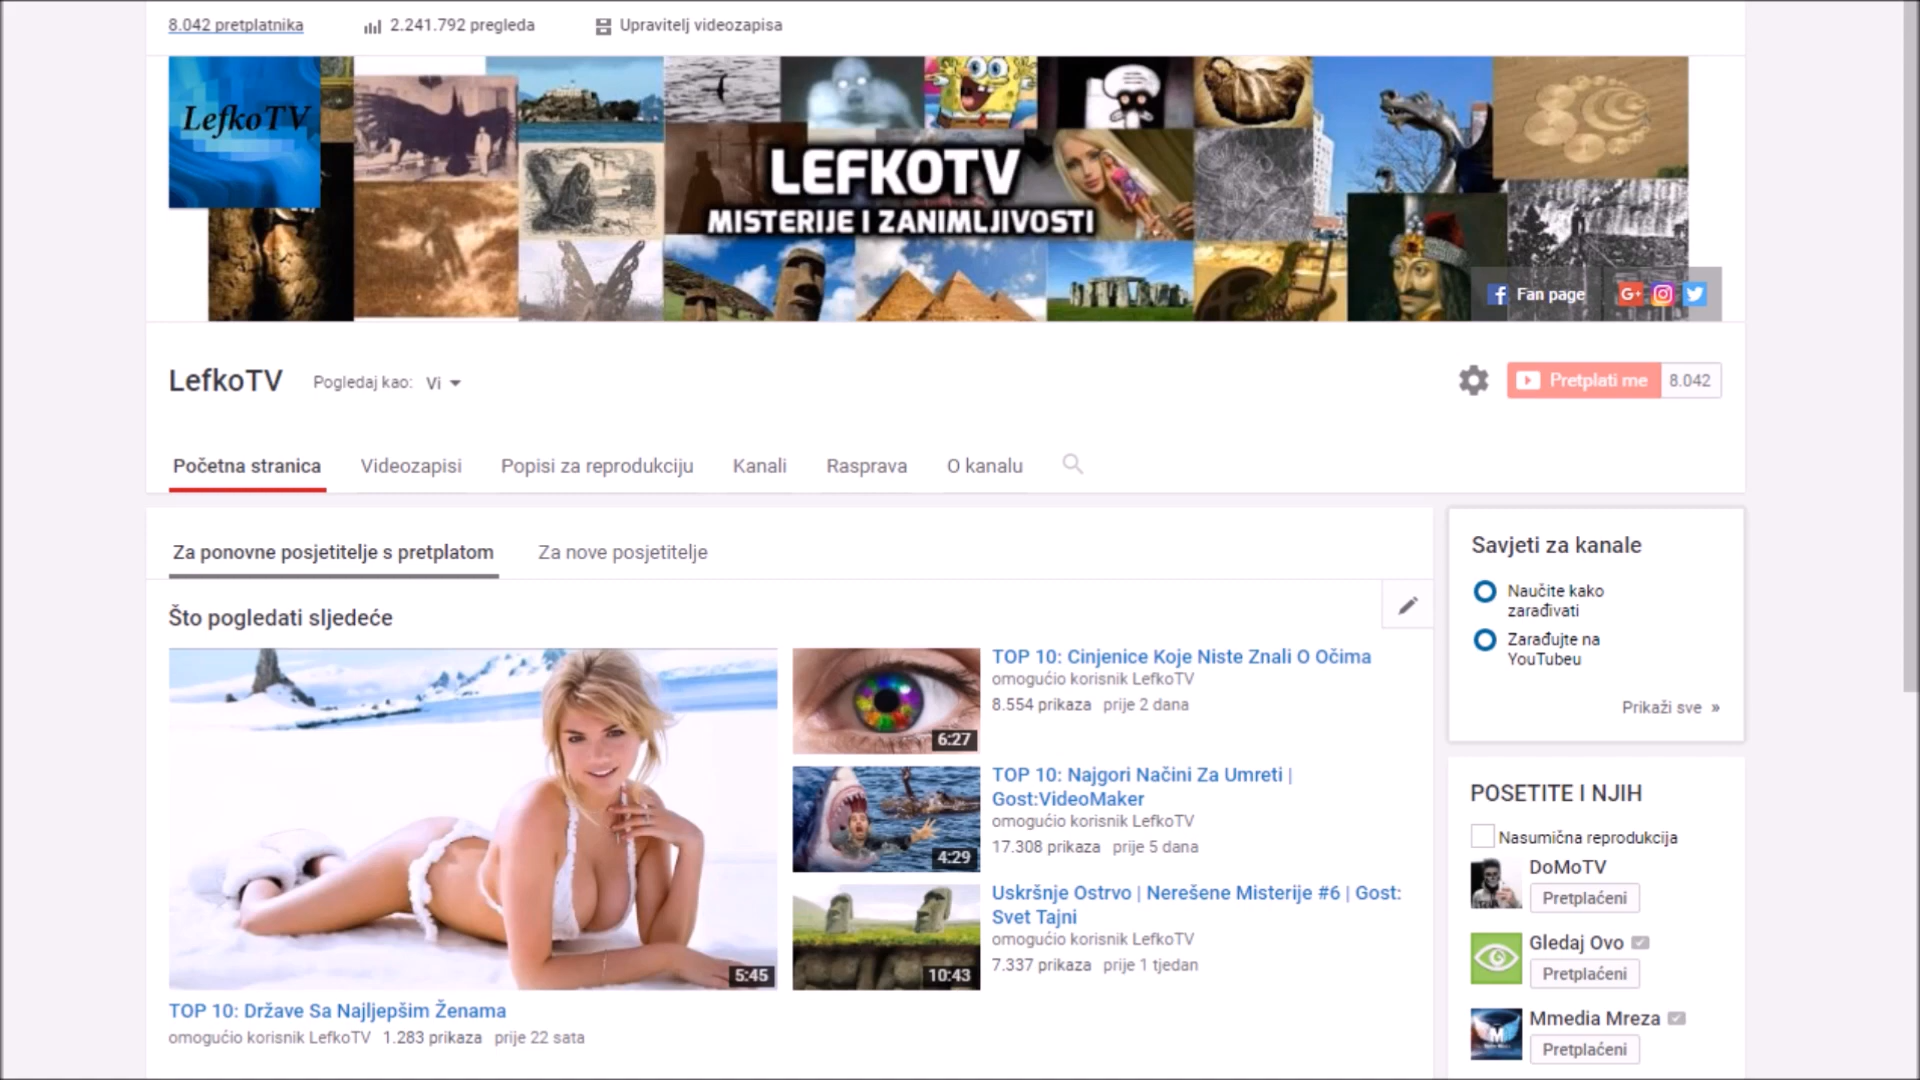 8.042 pretplatnika
2.241.792 pregleda
Upravitelj videozapisa
LefkoTV
LEFKOTV
MISTERIJE I ZANIMLJIVOSTI
Fan page
LefkoTV
Pogledaj kao: Vi
Pretplati me
8.042
Početna stranica
Videozapisi
Popisi za reprodukciju
Kanali
Rasprava
O kanalu
Za ponovne posjetitelje s pretplatom
Za nove posjetitelje
Što pogledati sljedeće
5:45
TOP 10: Države Sa Najljepšim Ženama
omogućio korisnik LefkoTV 1.283 prikaza prije 22 sata
6:27
TOP 10: Cinjenice Koje Niste Znali O Očima
omogućio korisnik LefkoTV
8.554 prikaza prije 2 dana
4:29
TOP 10: Najgori Načini Za Umreti |
Gost:VideoMaker
omogućio korisnik LefkoTV
17.308 prikaza prije 5 dana
10:43
Uskršnje Ostrvo | Nerešene Misterije #6 | Gost:
Svet Tajni
omogućio korisnik LefkoTV
7.337 prikaza prije 1 tjedan
Savjeti za kanale
Naučite kako
zarađivati
Zarađujte na
YouTubeu
Prikaži sve »
POSETITE I NJIH
Nasumična reprodukcija
DoMoTV
Pretplaćeni
Gledaj Ovo
Pretplaćeni
Mmedia Mreza
Pretplaćeni